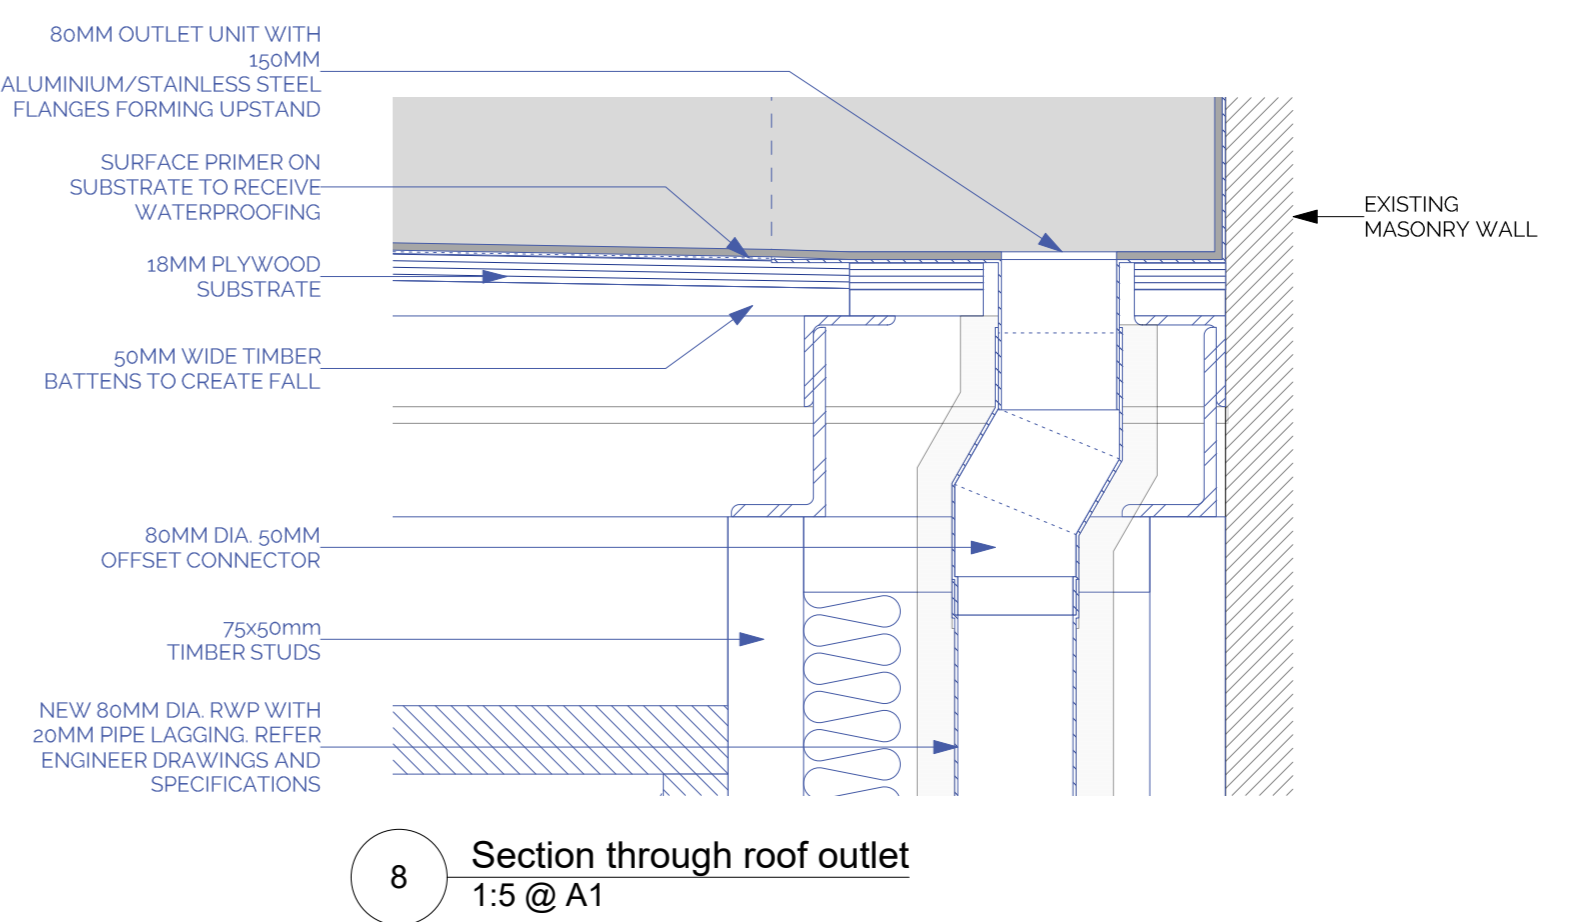 80MM OUTLET UNIT WITH
150MM
ALUMINIUM/STAINLESS STEEL
FLANGES FORMING UPSTAND
SURFACE PRIMER ON
SUBSTRATE TO RECEIVE
WATERPROOFING
18MM PLYWOOD
SUBSTRATE
50MM WIDE TIMBER
BATTENS TO CREATE FALL
80MM DIA. 50MM
OFFSET CONNECTOR
75x50mm
TIMBER STUDS
NEW 80MM DIA. RWP WITH
20MM PIPE LAGGING. REFER
ENGINEER DRAWINGS AND
SPECIFICATIONS
EXISTING
MASONRY WALL
8
Section through roof outlet
1:5 @ A1